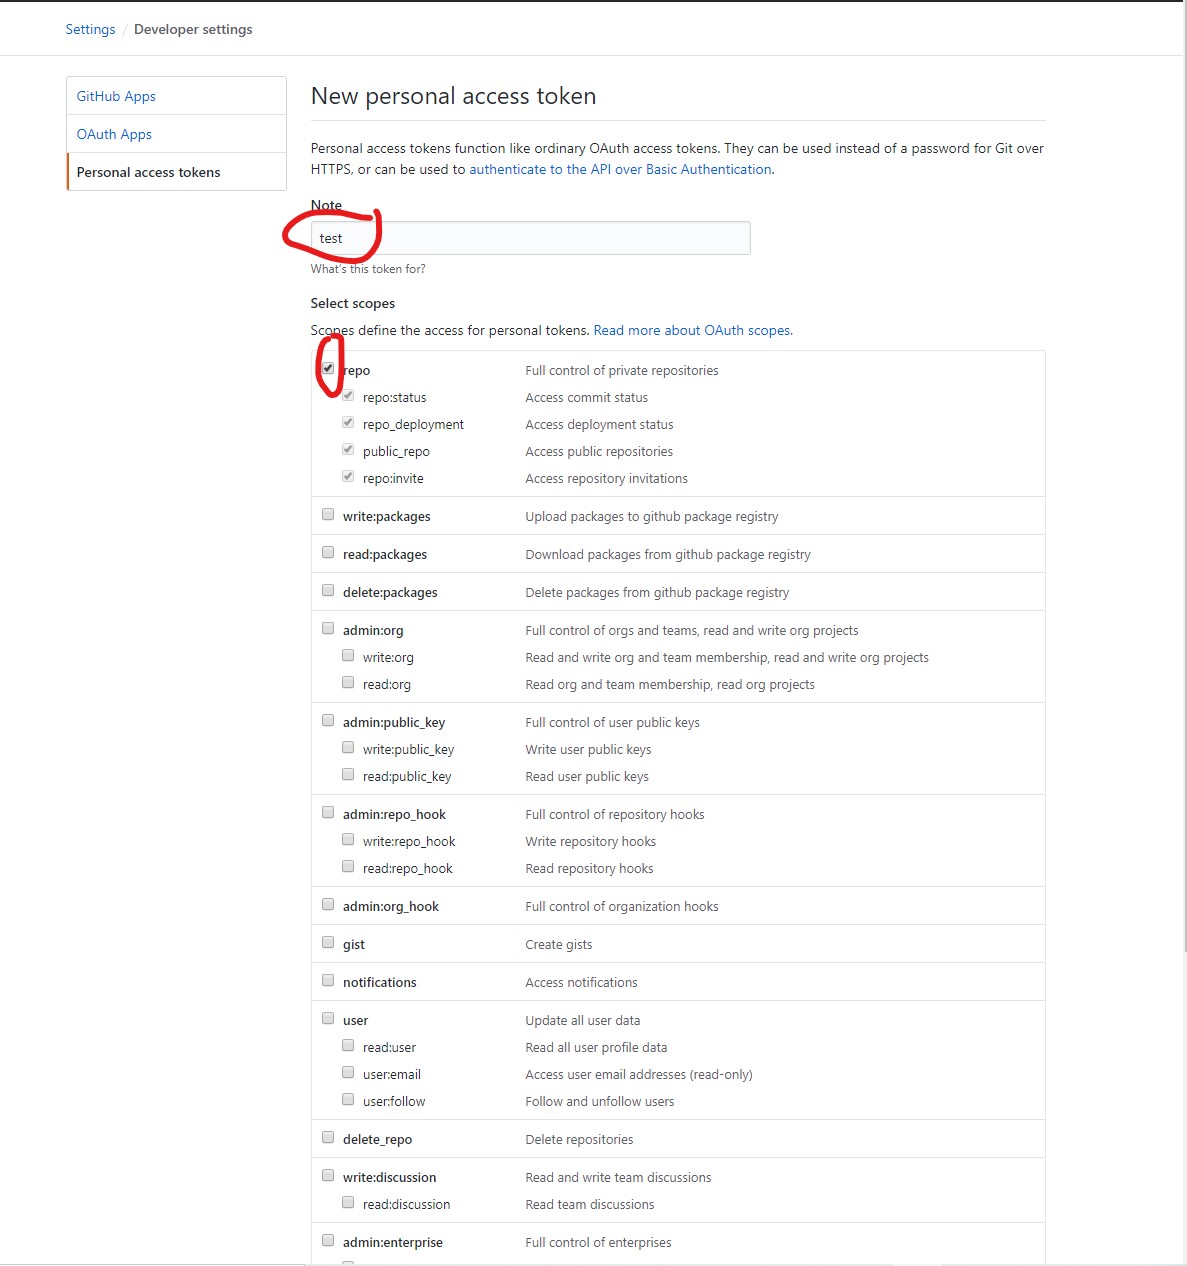 Settings / Developer settings
GitHub Apps
OAuth Apps
Personal access tokens
New personal access token
Personal access tokens function like ordinary OAuth access tokens. They can be used instead of a password for Git over
HTTPS, or can be used to authenticate to the API over Basic Authentication.
Note
test
What's this token for?
Select scopes
Scopes define the access for personal tokens. Read more about OAuth scopes.
repo Full control of private repositories
repo:status Access commit status
repo_deployment Access deployment status
public_repo Access public repositories
repo:invite Access repository invitations
write:packages Upload packages to github package registry
read:packages Download packages from github package registry
delete:packages Delete packages from github package registry
admin:org Full control of orgs and teams, read and write org projects
write:org Read and write org and team membership, read and write org projects
read:org Read org and team membership, read org projects
admin:public_key Full control of user public keys
write:public_key Write user public keys
read:public_key Read user public keys
admin:repo_hook Full control of repository hooks
write:repo_hook Write repository hooks
read:repo_hook Read repository hooks
admin:org_hook Full control of organization hooks
gist Create gists
notifications Access notifications
user Update all user data
read:user Read all user profile data
user:email Access user email addresses (read-only)
user:follow Follow and unfollow users
delete_repo Delete repositories
write:discussion Read and write team discussions
read:discussion Read team discussions
admin:enterprise Full control of enterprises